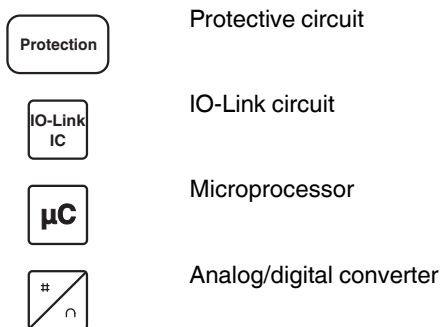 Protection
Protective circuit
IO-Link
IC
IO-Link circuit
µC
Microprocessor
#
∩
Analog/digital converter